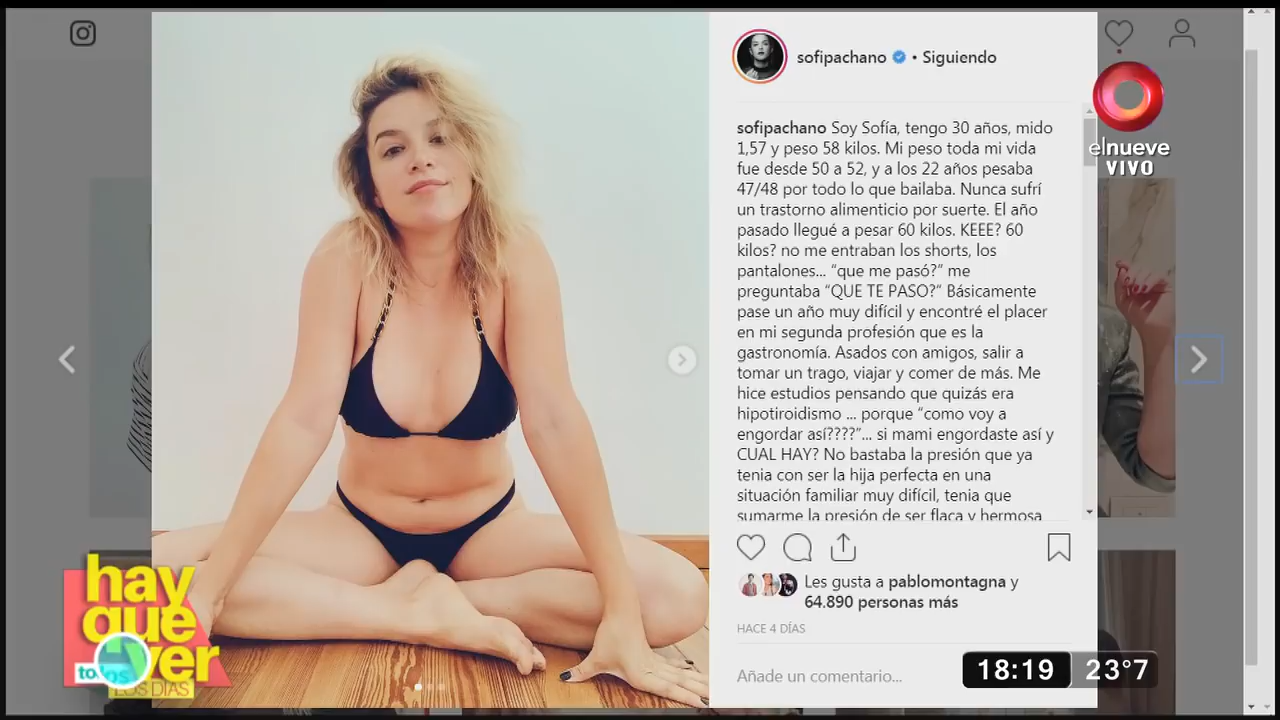 sofipachano • Siguiendo
elnueve
VIVO
sofipachano Soy Sofía, tengo 30 años, mido
1,57 y peso 58 kilos. Mi peso toda mi vida
fue desde 50 a 52, y a los 22 años pesaba
47/48 por todo lo que bailaba. Nunca sufrí
un trastorno alimenticio por suerte. El año
pasado llegué a pesar 60 kilos. KEEE? 60
kilos? no me entraban los shorts, los
pantalones... “que me pasó?” me
preguntaba “QUE TE PASO?” Básicamente
pase un año muy difícil y encontré el placer
en mi segunda profesión que es la
gastronomía. Asados con amigos, salir a
tomar un trago, viajar y comer de más. Me
hice estudios pensando que quizás era
hipotiroidismo ... porque “como voy a
engordar así????”... si mami engordaste así y
CUAL HAY? No bastaba la presión que ya
tenia con ser la hija perfecta en una
situación familiar muy difícil, tenia que
sumarme la presión de ser flaca y hermosa
Les gusta a pablomontagna y
64.890 personas más
HACE 4 DÍAS
Añade un comentario...
hay
que
ver
todos
LOS DÍAS
18:19 23°7